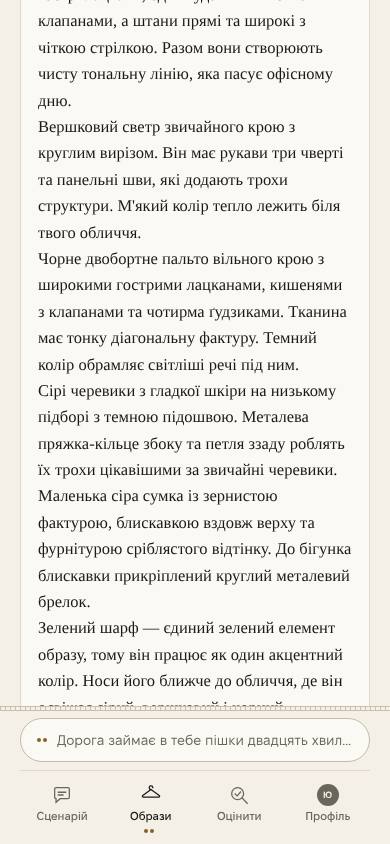 клапанами, а штани прямі та широкі з
чіткою стрілкою. Разом вони створюють
чисту тональну лінію, яка пасує офісному
дню.
Вершковий светр звичайного крою з
круглим вирізом. Він має рукави три чверті
та панельні шви, які додають трохи
структури. М'який колір тепло лежить біля
твого обличчя.
Чорне двобортне пальто вільного крою з
широкими гострими лацканами, кишенями
з клапанами та чотирма ґудзиками. Тканина
має тонку діагональну фактуру. Темний
колір обрамляє світліші речі під ним.
Сірі черевики з гладкої шкіри на низькому
підборі з темною підошвою. Металева
пряжка-кільце збоку та петля ззаду роблять
їх трохи цікавішими за звичайні черевики.
Маленька сіра сумка із зернистою
фактурою, блискавкою вздовж верху та
фурнітурою сріблястого відтінку. До бігунка
блискавки прикріплений круглий металевий
брелок.
Зелений шарф — єдиний зелений елемент
образу, тому він працює як один акцентний
колір. Носи його ближче до обличчя, де він
Дорога займає в тебе пішки двадцять хвил...
Сценарій
Образи
Оцінити
Ю
Профіль